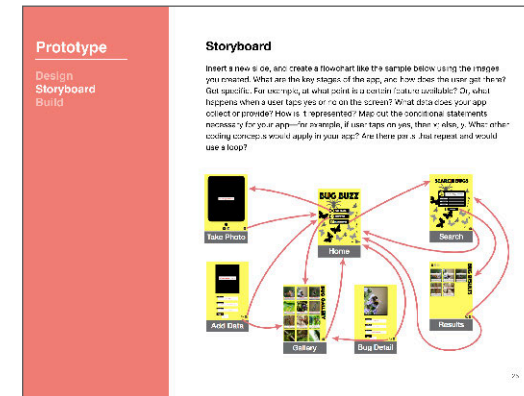 Prototype
Design
Storyboard
Build
Storyboard
Insert a new slide, and create a flowchart like the sample below using the images
you created. What are the key stages of the app, and how does the user get there?
Get specific. For example, at what point is a certain feature available? Or, what
happens when a user taps yes or no on the screen? What data does your app
collect or provide? How is it represented? Map out the conditional statements
necessary for your app—for example, if user taps on yes, then x; else, y. What other
coding concepts would apply in your app? Are there parts that repeat and would
use a loop?
BUG BUZZ
SEARCH BUGS
Take Photo
Home
Search
BUG GALLERY
BUG RESULTS
Add Data
Gallery
Bug Detail
Results